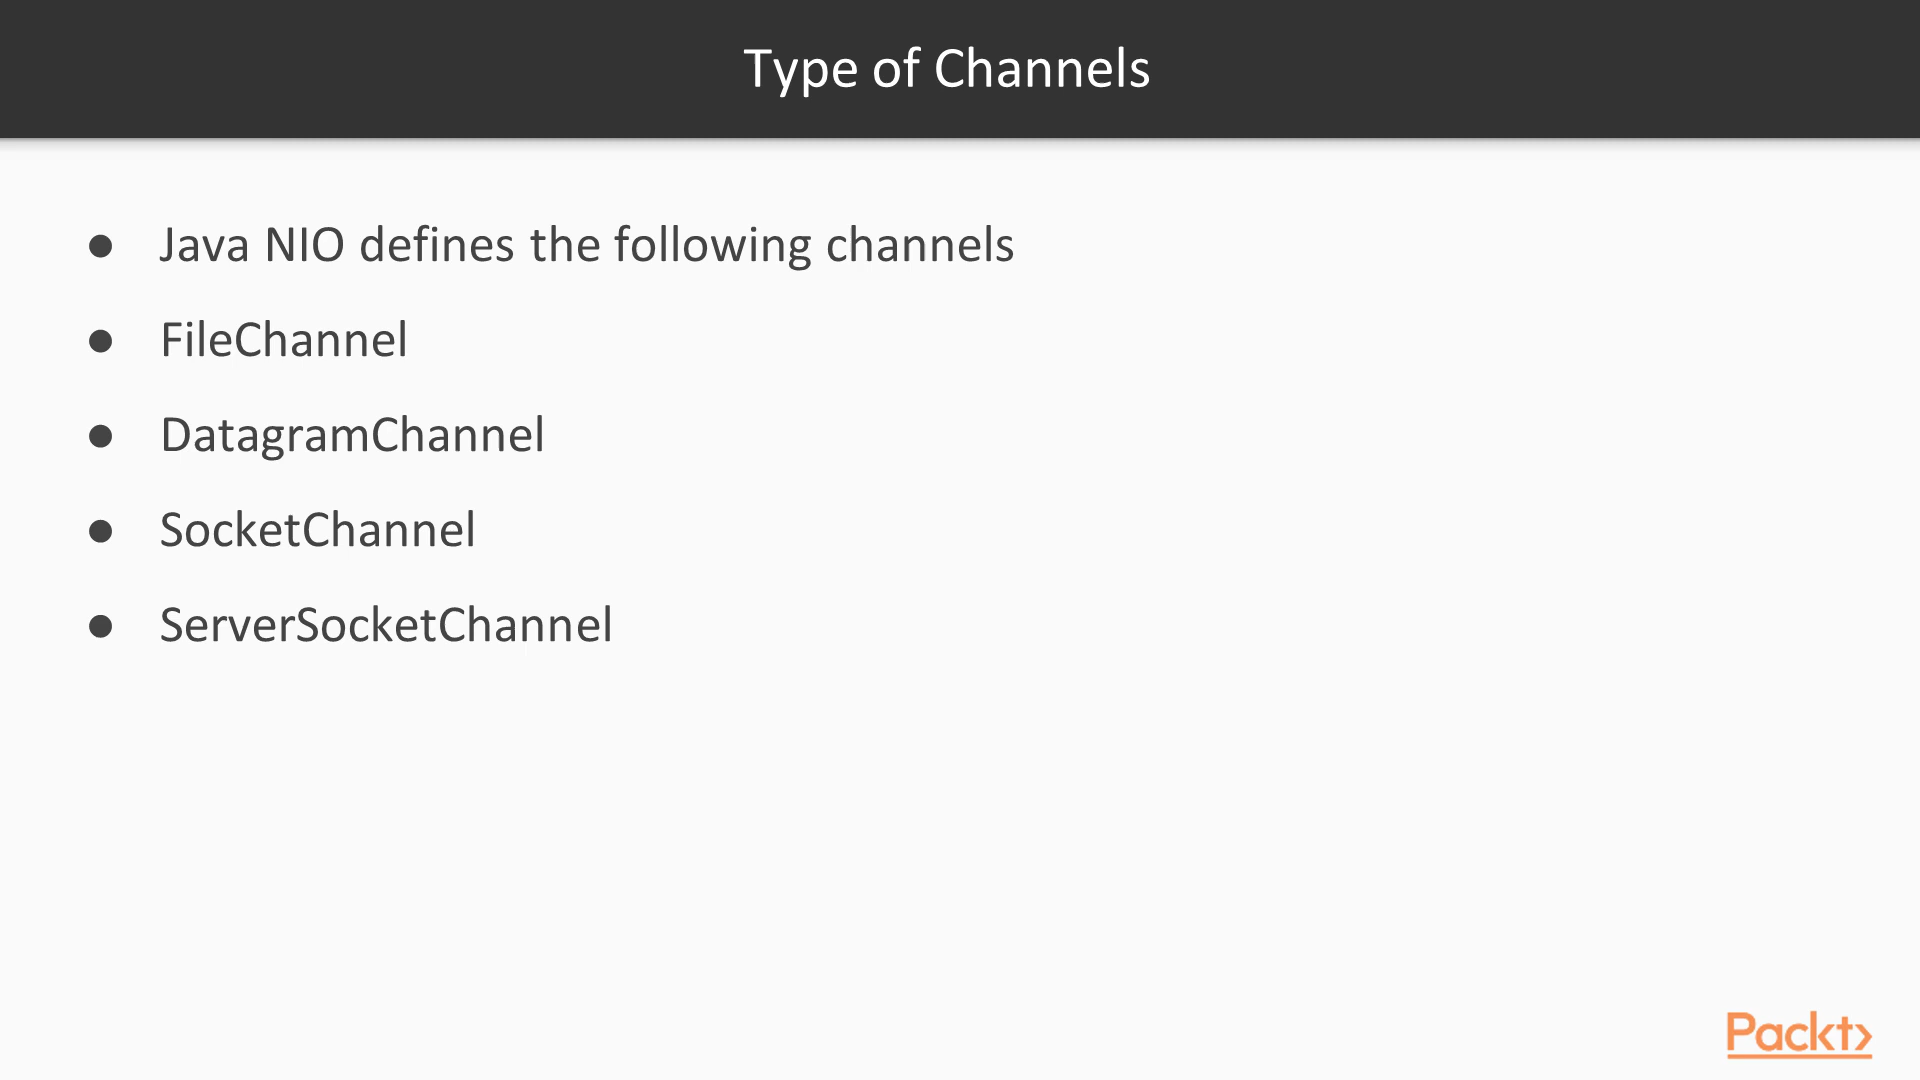 Type of Channels
● Java NIO defines the following channels
● FileChannel
● DatagramChannel
● SocketChannel
● ServerSocketChannel
Packt>